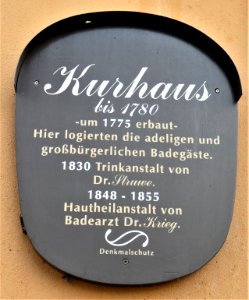 Kurhaus
bis 1780
-um 1775 erbaut-
Hier logierten die adeligen und
großbürgerlichen Badegäste.
1830 Trinkanstalt von
Dr. Struwe.
1848 - 1855
Hautheilanstalt von
Badearzt Dr. Krieg.
Denkmalschutz